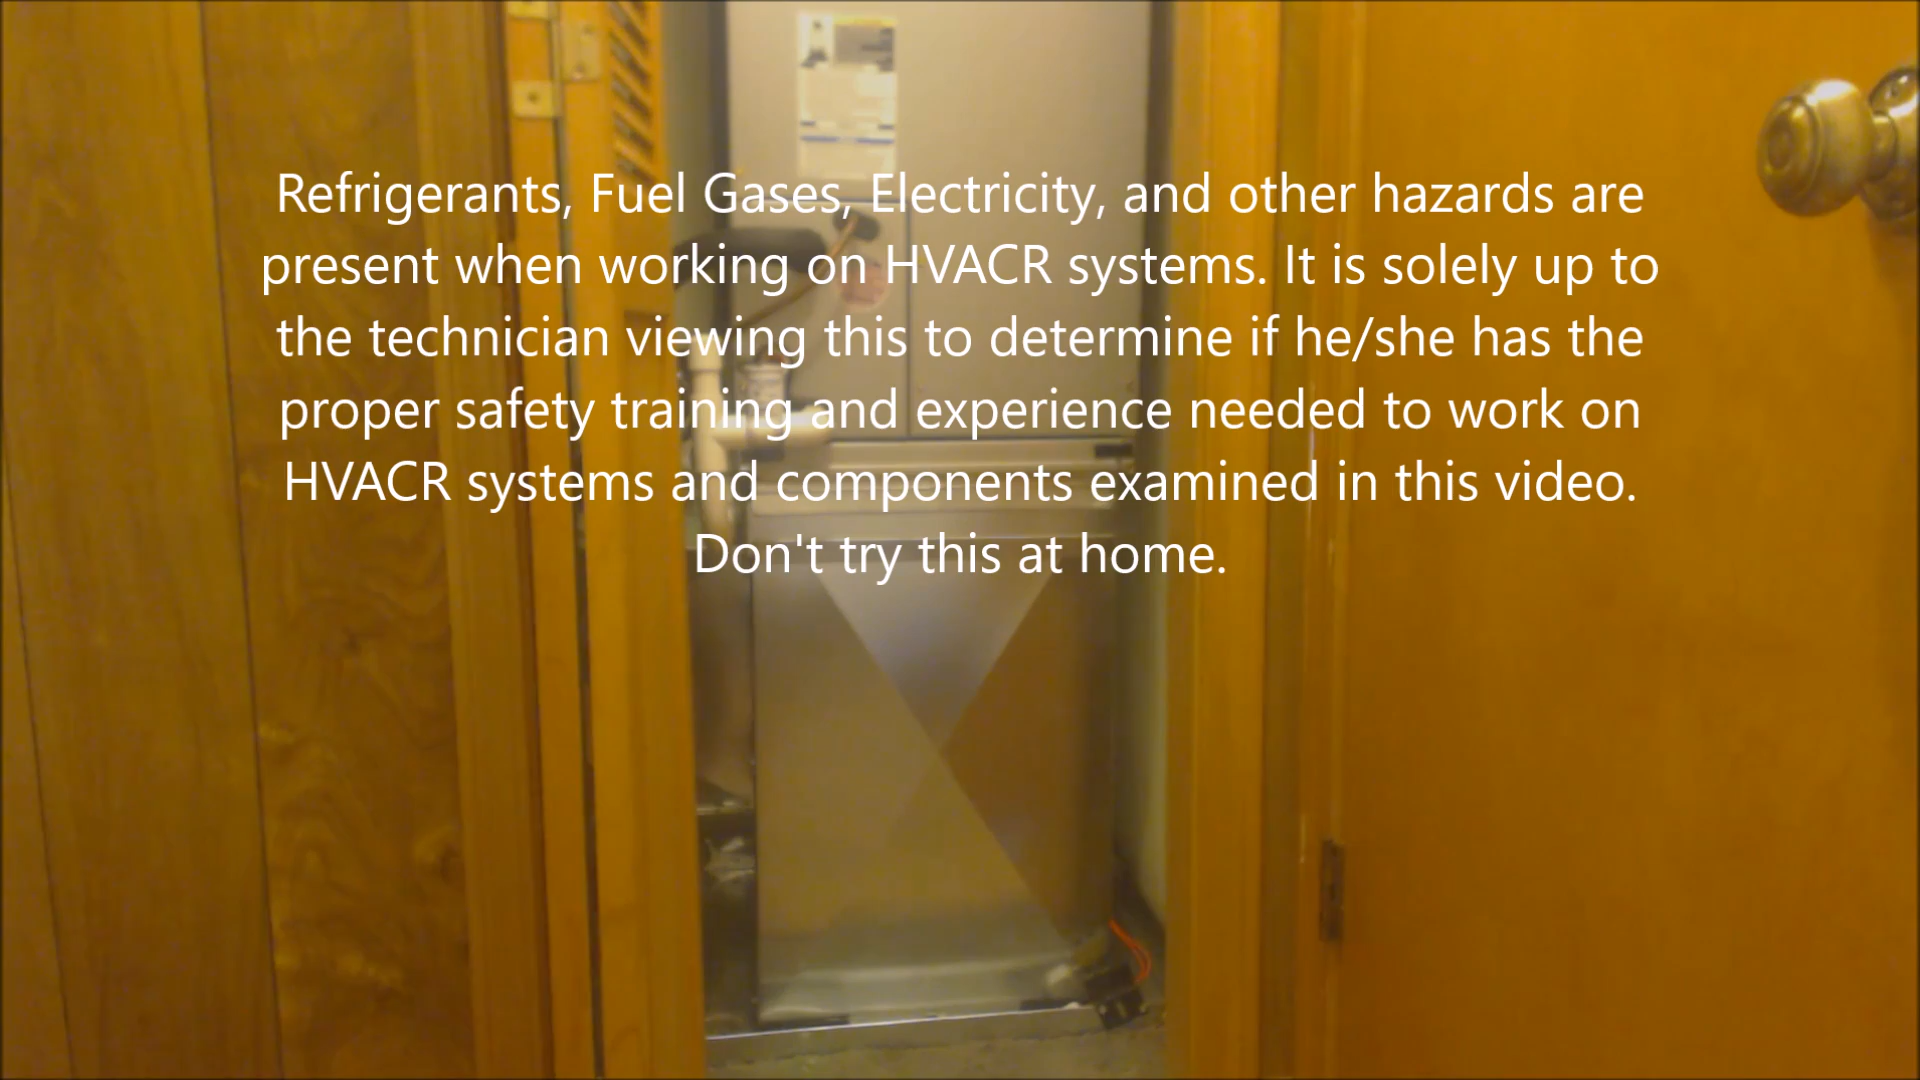 Refrigerants, Fuel Gases, Electricity, and other hazards are
present when working on HVACR systems. It is solely up to
the technician viewing this to determine if he/she has the
proper safety training and experience needed to work on
HVACR systems and components examined in this video.
Don't try this at home.